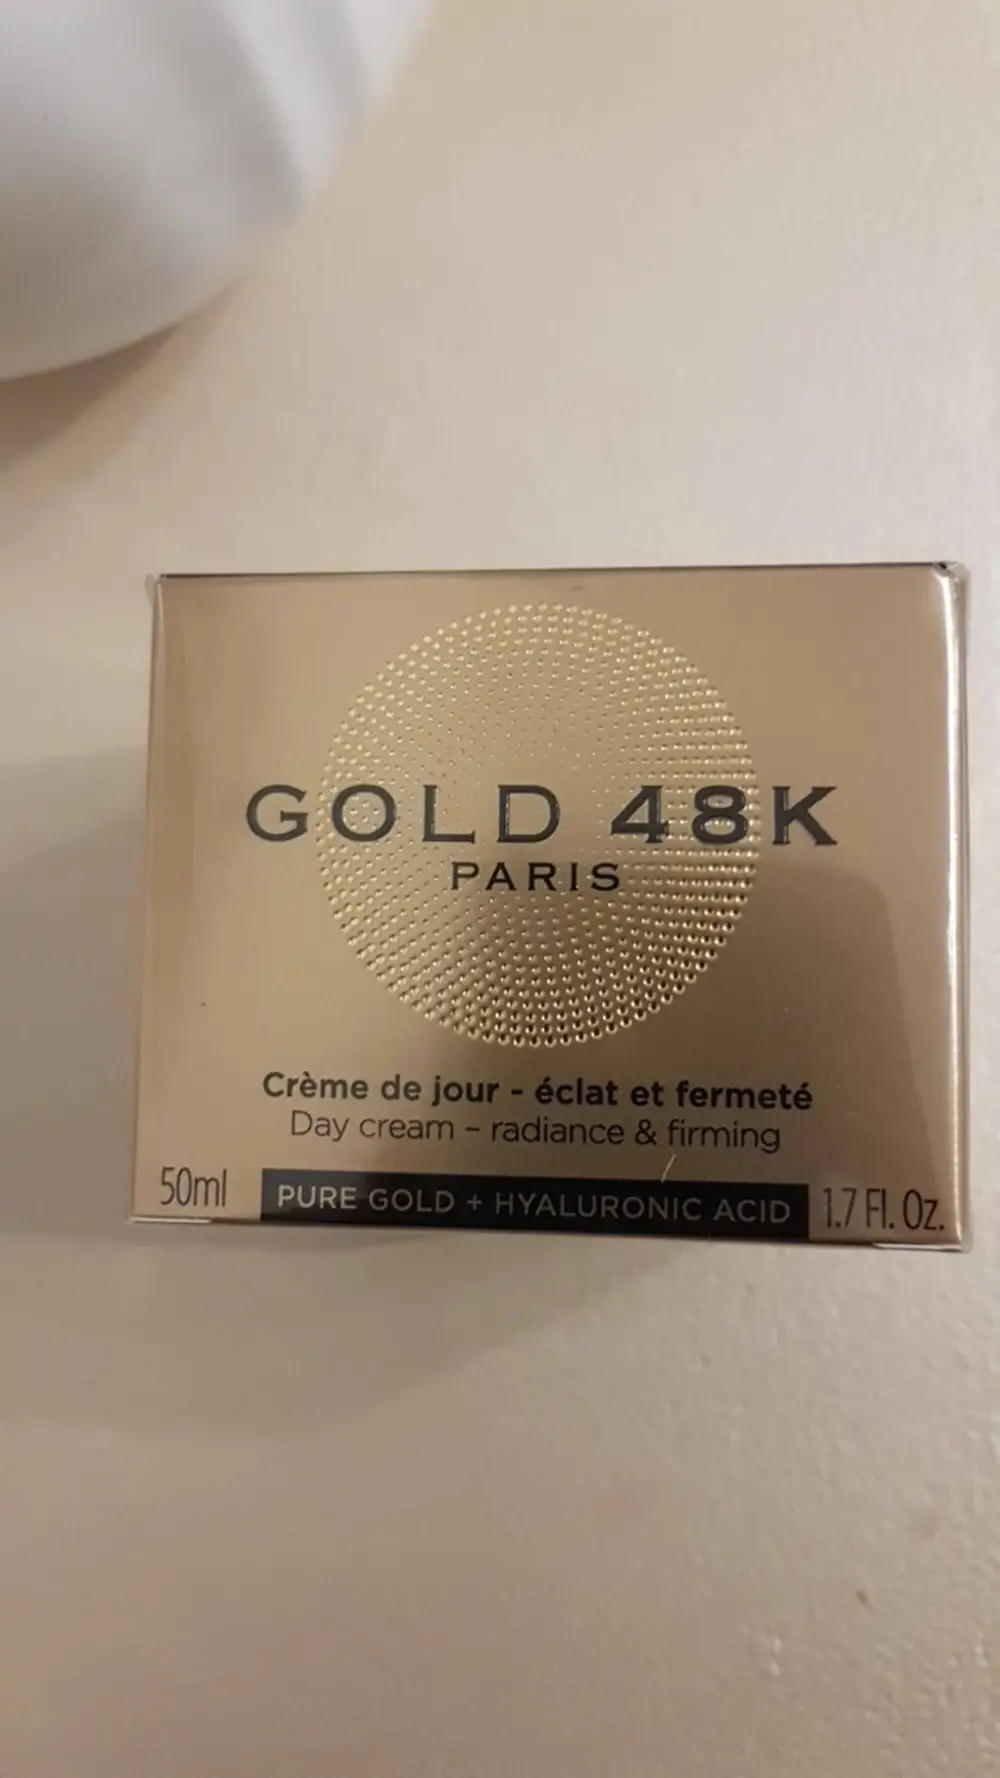 GOLD 48K
PARIS
Crème de jour - éclat et fermeté
Day cream – radiance & firming
50ml
PURE GOLD + HYALURONIC ACID
1.7 Fl. Oz.